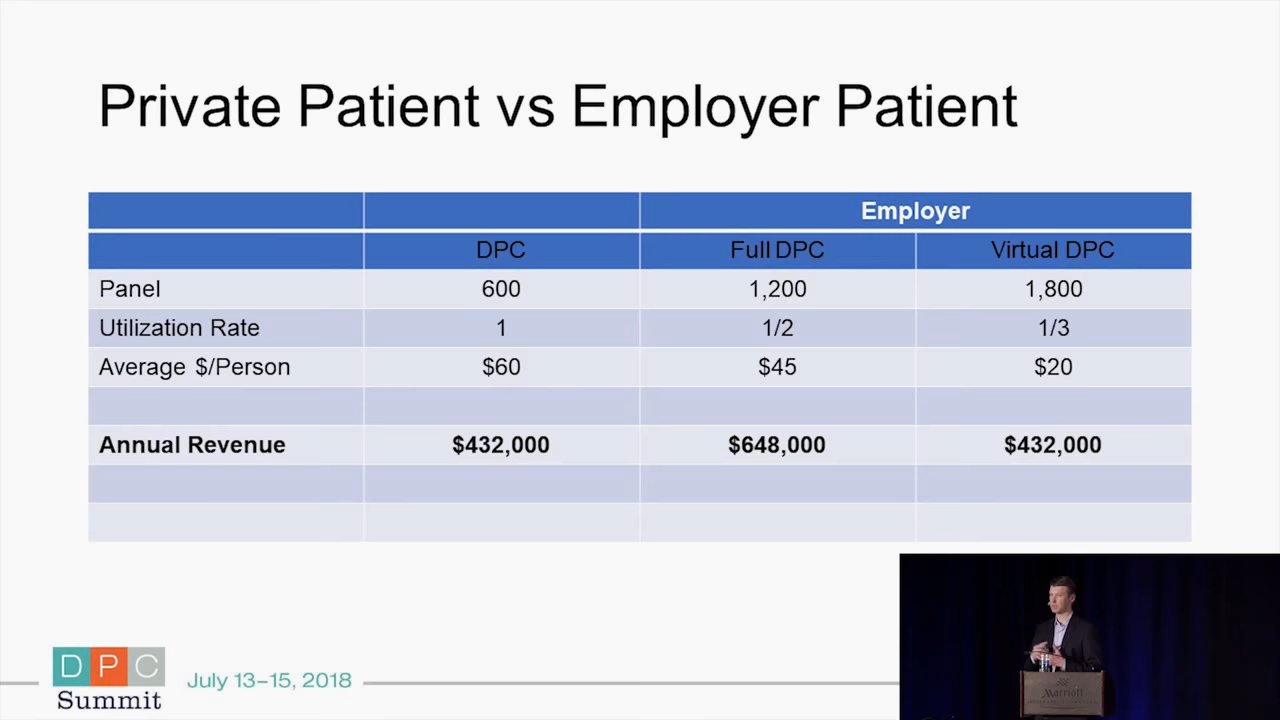 Private Patient vs Employer Patient
Employer
DPC Full DPC Virtual DPC
Panel 600 1,200 1,800
Utilization Rate 1 1/2 1/3
Average $/Person $60 $45 $20
Annual Revenue $432,000 $648,000 $432,000
DPC
Summit
July 13–15, 2018
Marriott